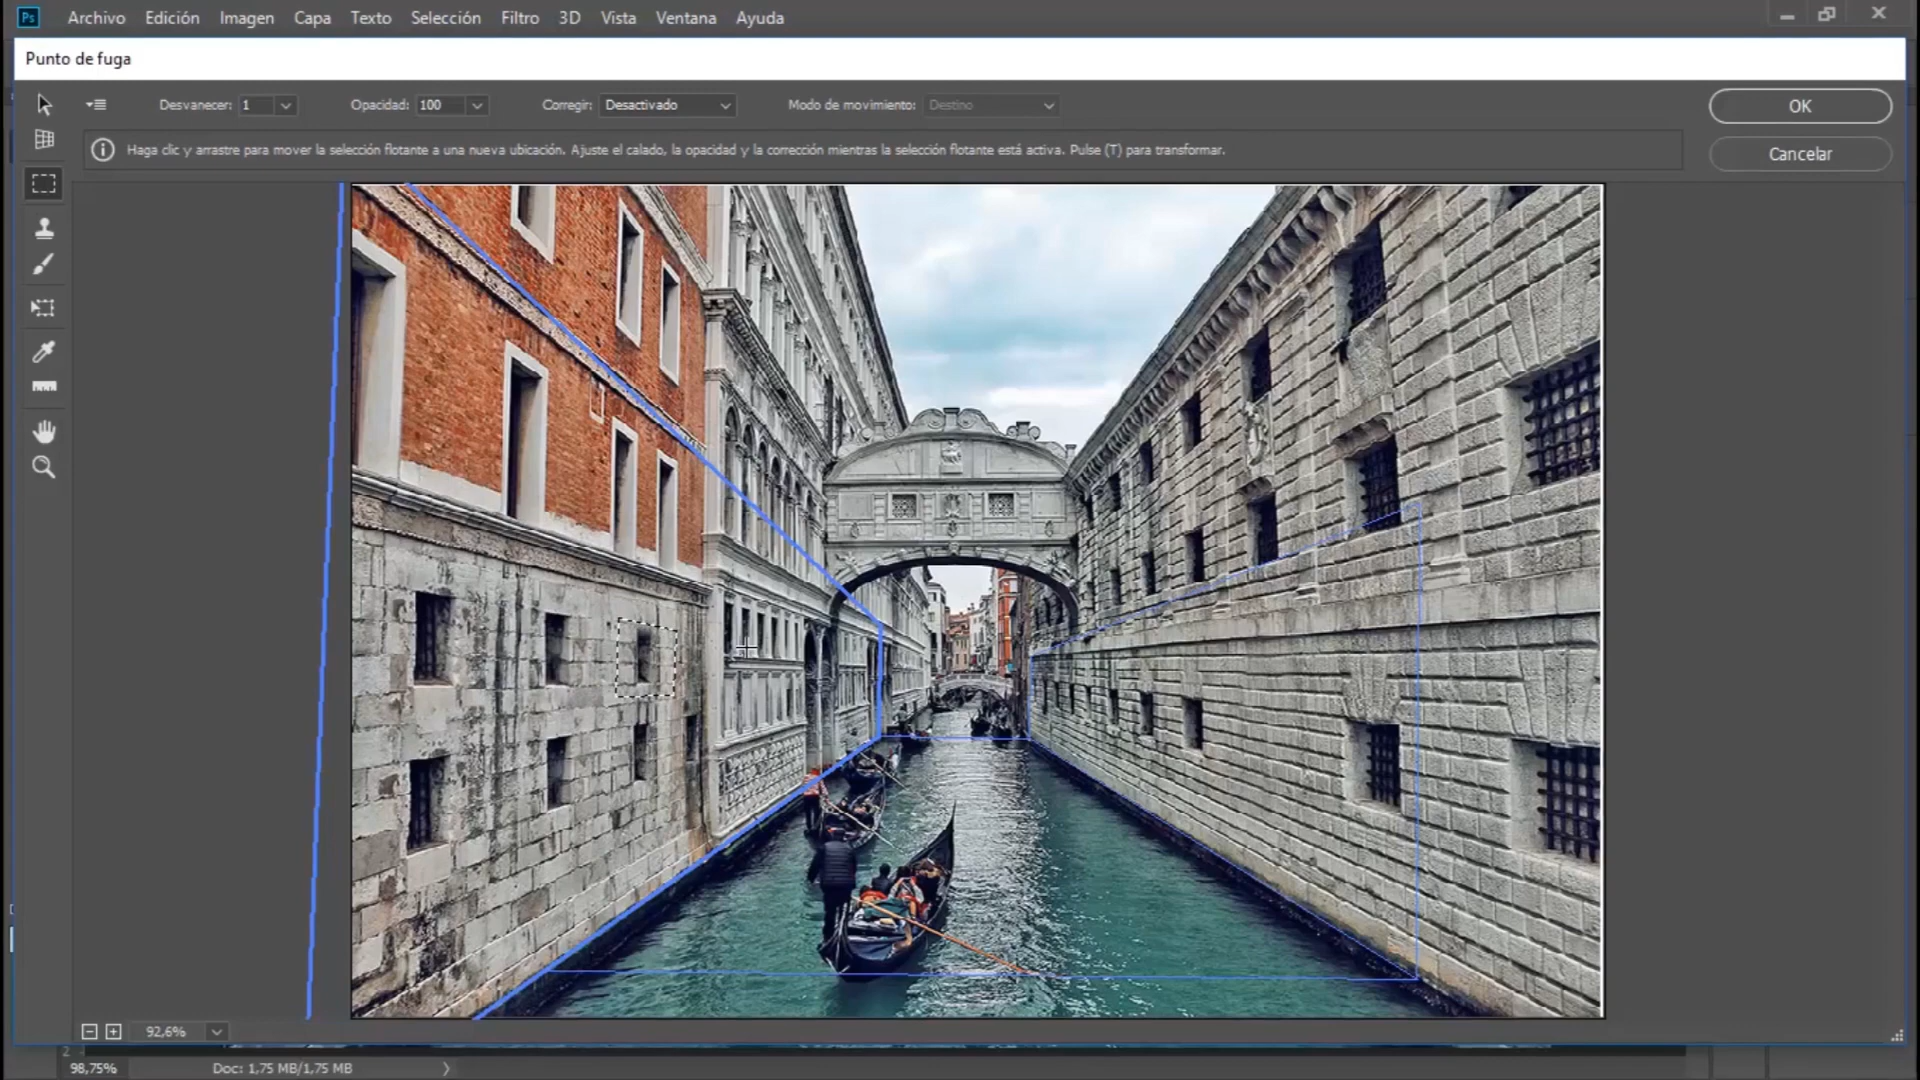 Ps Archivo Edición Imagen Capa Texto Selección Filtro 3D Vista Ventana Ayuda
Punto de fuga
Desvanecer: 1 Opacidad: 100 Corregir: Desactivado Modo de movimiento: Destino OK
Haga clic y arrastre para mover la selección flotante a una nueva ubicación. Ajuste el calado, la opacidad y la corrección mientras la selección flotante está activa. Pulse (T) para transformar.
Cancelar
92,6%
2
98,75% Doc: 1,75 MB/1,75 MB